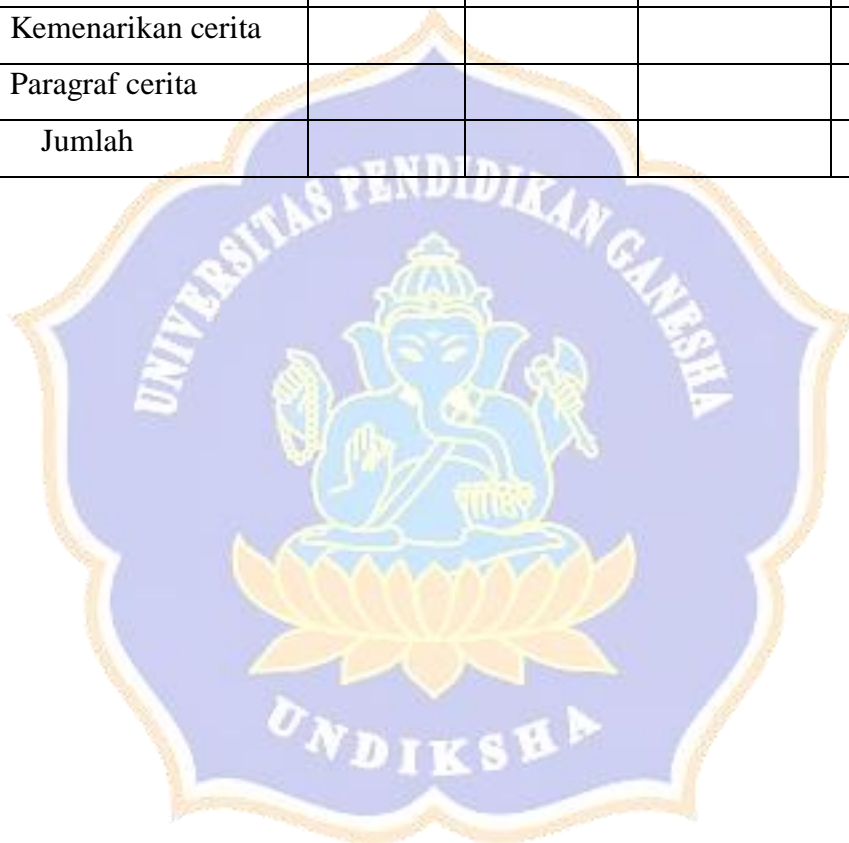 Kemenarikan cerita
Paragraf cerita
Jumlah
UNIVERSITAS PENDIDIKAN GANESHA
UNDIKSHA